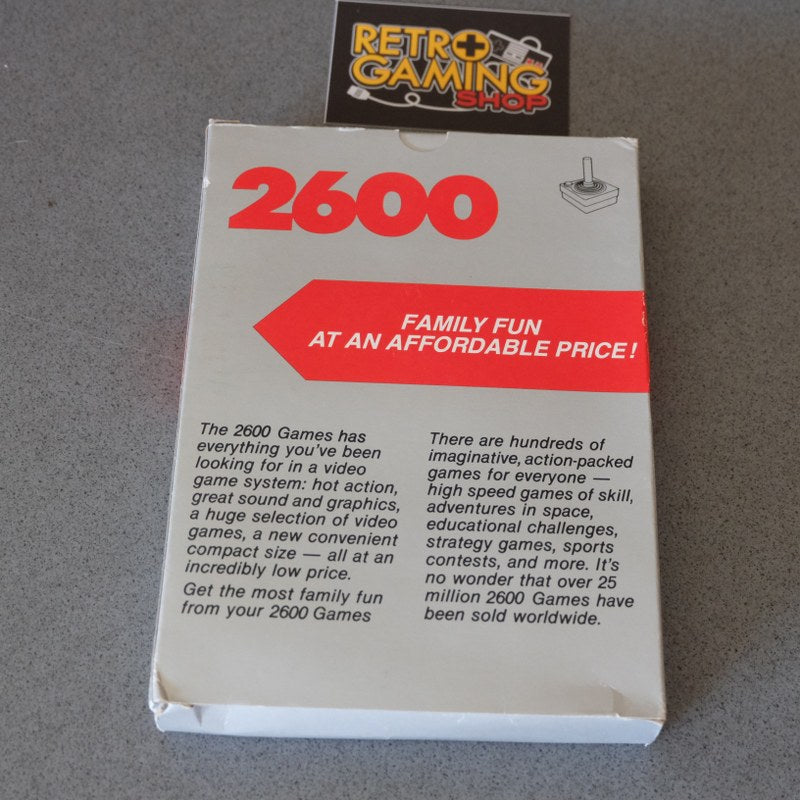 RETRO
GAMING
SHOP
2600
FAMILY FUN
AT AN AFFORDABLE PRICE!
The 2600 Games has
everything you've been
looking for in a video
game system: hot action,
great sound and graphics,
a huge selection of video
games, a new convenient
compact size — all at an
incredibly low price.
Get the most family fun
from your 2600 Games
There are hundreds of
imaginative, action-packed
games for everyone —
high speed games of skill,
adventures in space,
educational challenges,
strategy games, sports
contests, and more. It's
no wonder that over 25
million 2600 Games have
been sold worldwide.